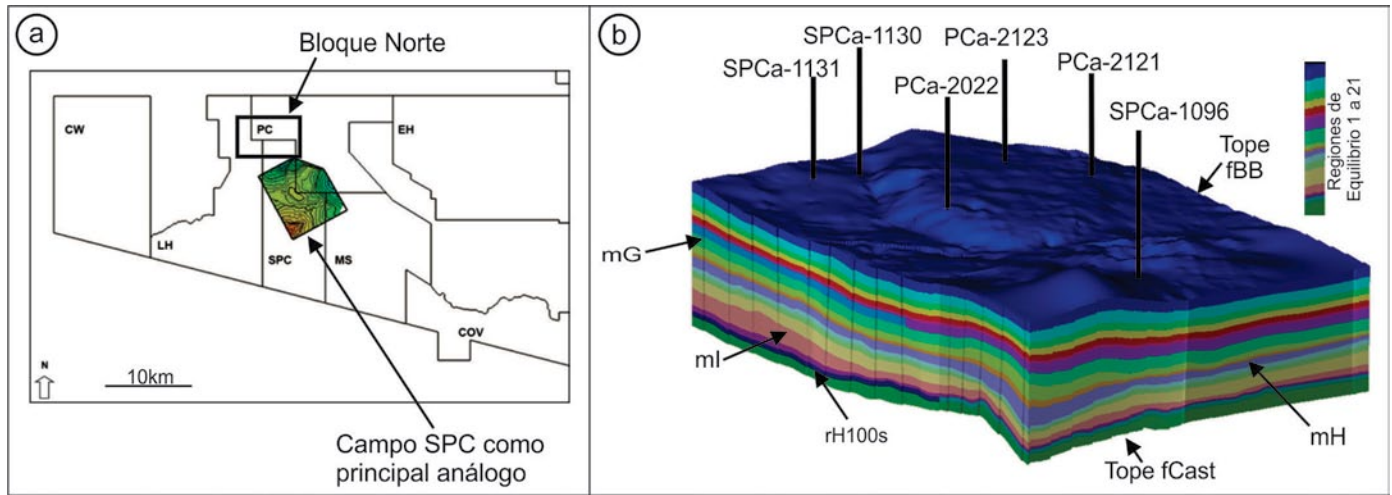 a
Bloque Norte
CW
PC
EH
LH
SPC
MS
COV
N
10km
Campo SPC como
principal análogo
b
SPCa-1130
PCa-2123
SPCa-1131
PCa-2121
PCa-2022
SPCa-1096
Tope
fBB
Regiones de
Equilibrio 1 a 21
mG
mI
rH100s
Tope fCast
mH